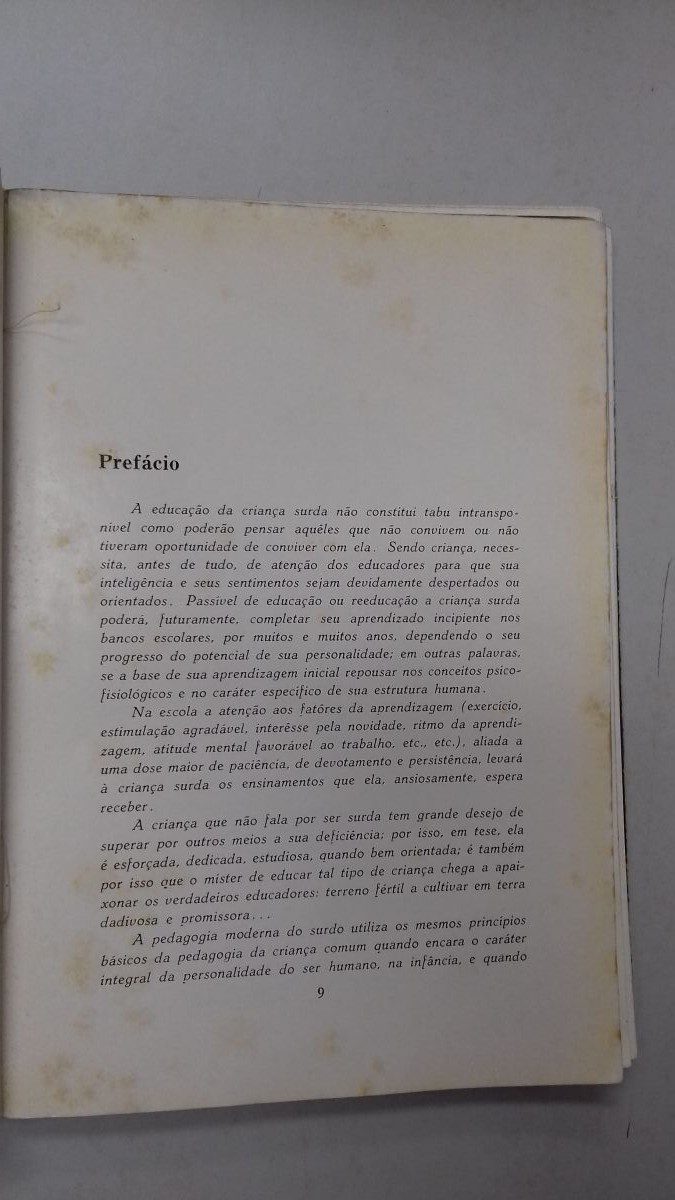 Prefácio
A educação da criança surda não constitui tabu intranspo-
nível como poderão pensar aquêles que não convivem ou não
tiveram oportunidade de conviver com ela. Sendo criança, neces-
sita, antes de tudo, de atenção dos educadores para que sua
inteligência e seus sentimentos sejam devidamente despertados ou
orientados. Passível de educação ou reeducação a criança surda
poderá, futuramente, completar seu aprendizado incipiente nos
bancos escolares, por muitos e muitos anos, dependendo o seu
progresso do potencial de sua personalidade; em outras palavras,
se a base de sua aprendizagem inicial repousar nos conceitos psico-
fisiológicos e no caráter específico de sua estrutura humana.
Na escola a atenção aos fatôres da aprendizagem (exercício,
estimulação agradável, interêsse pela novidade, ritmo da aprendi-
zagem, atitude mental favorável ao trabalho, etc., etc.), aliada a
uma dose maior de paciência, de devotamento e persistência, levará
à criança surda os ensinamentos que ela, ansiosamente, espera
receber.
A criança que não fala por ser surda tem grande desejo de
superar por outros meios a sua deficiência; por isso, em tese, ela
é esforçada, dedicada, estudiosa, quando bem orientada; é também
por isso que o mister de educar tal tipo de criança chega a apai-
xonar os verdadeiros educadores: terreno fértil a cultivar em terra
dadivosa e promissora...
A pedagogia moderna do surdo utiliza os mesmos princípios
básicos da pedagogia da criança comum quando encara o caráter
integral da personalidade do ser humano, na infância, e quando
9